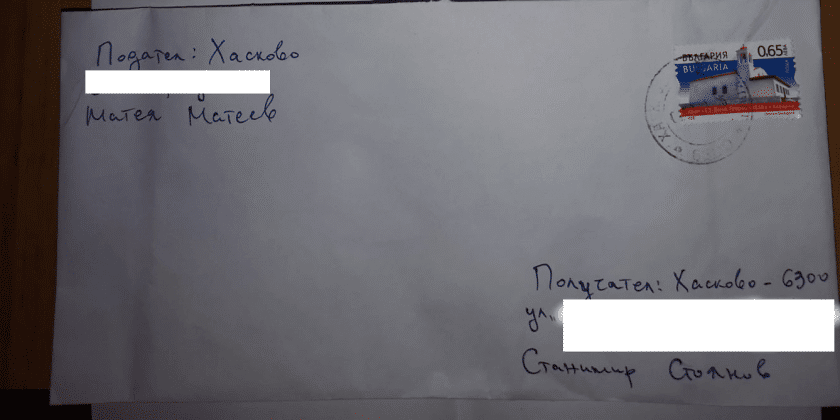 Подател: Хасково
Матея Матеев
БЪЛГАРИЯ 0.65
BULGARIA
Получател: Хасково - 6300
ул.
Станимир Стоянов